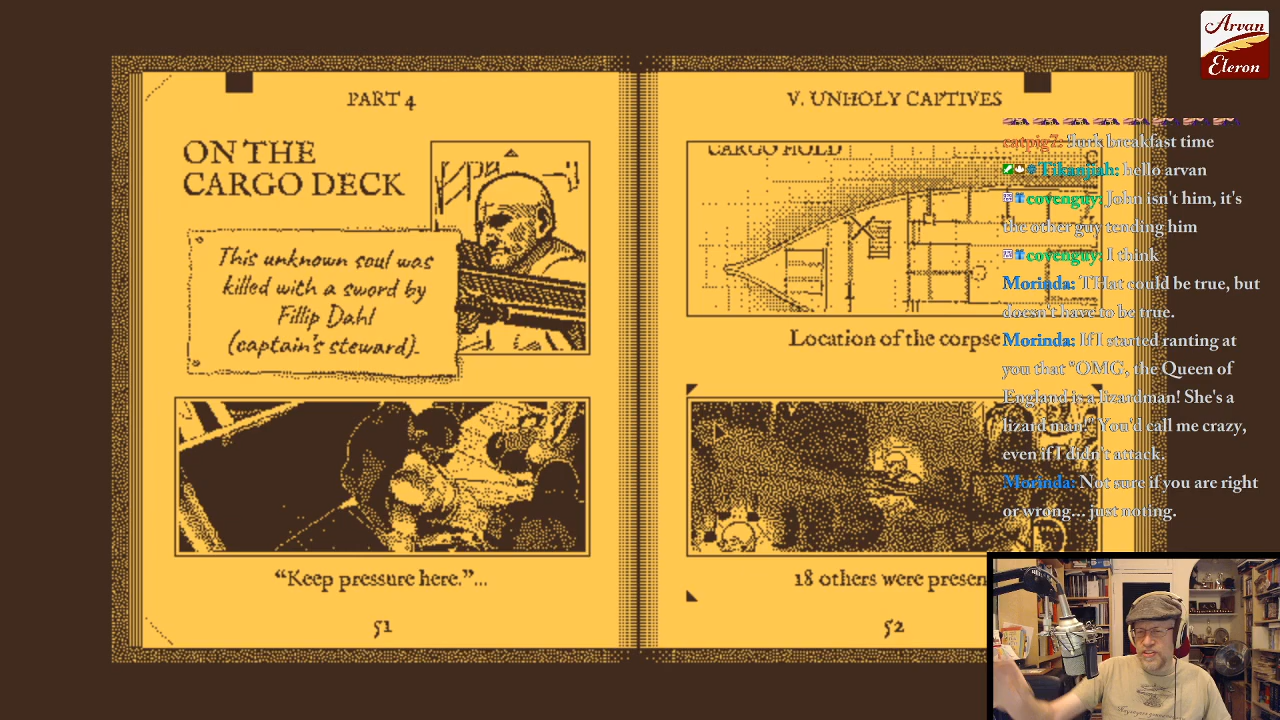 PART 4
ON THE
CARGO DECK
This unknown soul was
killed with a sword by
Fillip Dahl
(captain's steward).
"Keep pressure here."...
51
V. UNHOLY CAPTIVES
CARGO HOLD
Location of the corpse
18 others were presen
52
Arvan
Eleron
catpig7: lurk breakfast time
Tikanjiah: hello arvan
covenguy: John isn't him, it's
the other guy tending him
covenguy: I think
Morinda: THat could be true, but
doesn't have to be true.
Morinda: If I started ranting at
you that "OMG, the Queen of
England is a lizardman! She's a
lizard man!" You'd call me crazy,
even if I didn't attack.
Morinda: Not sure if you are right
or wrong... just noting.